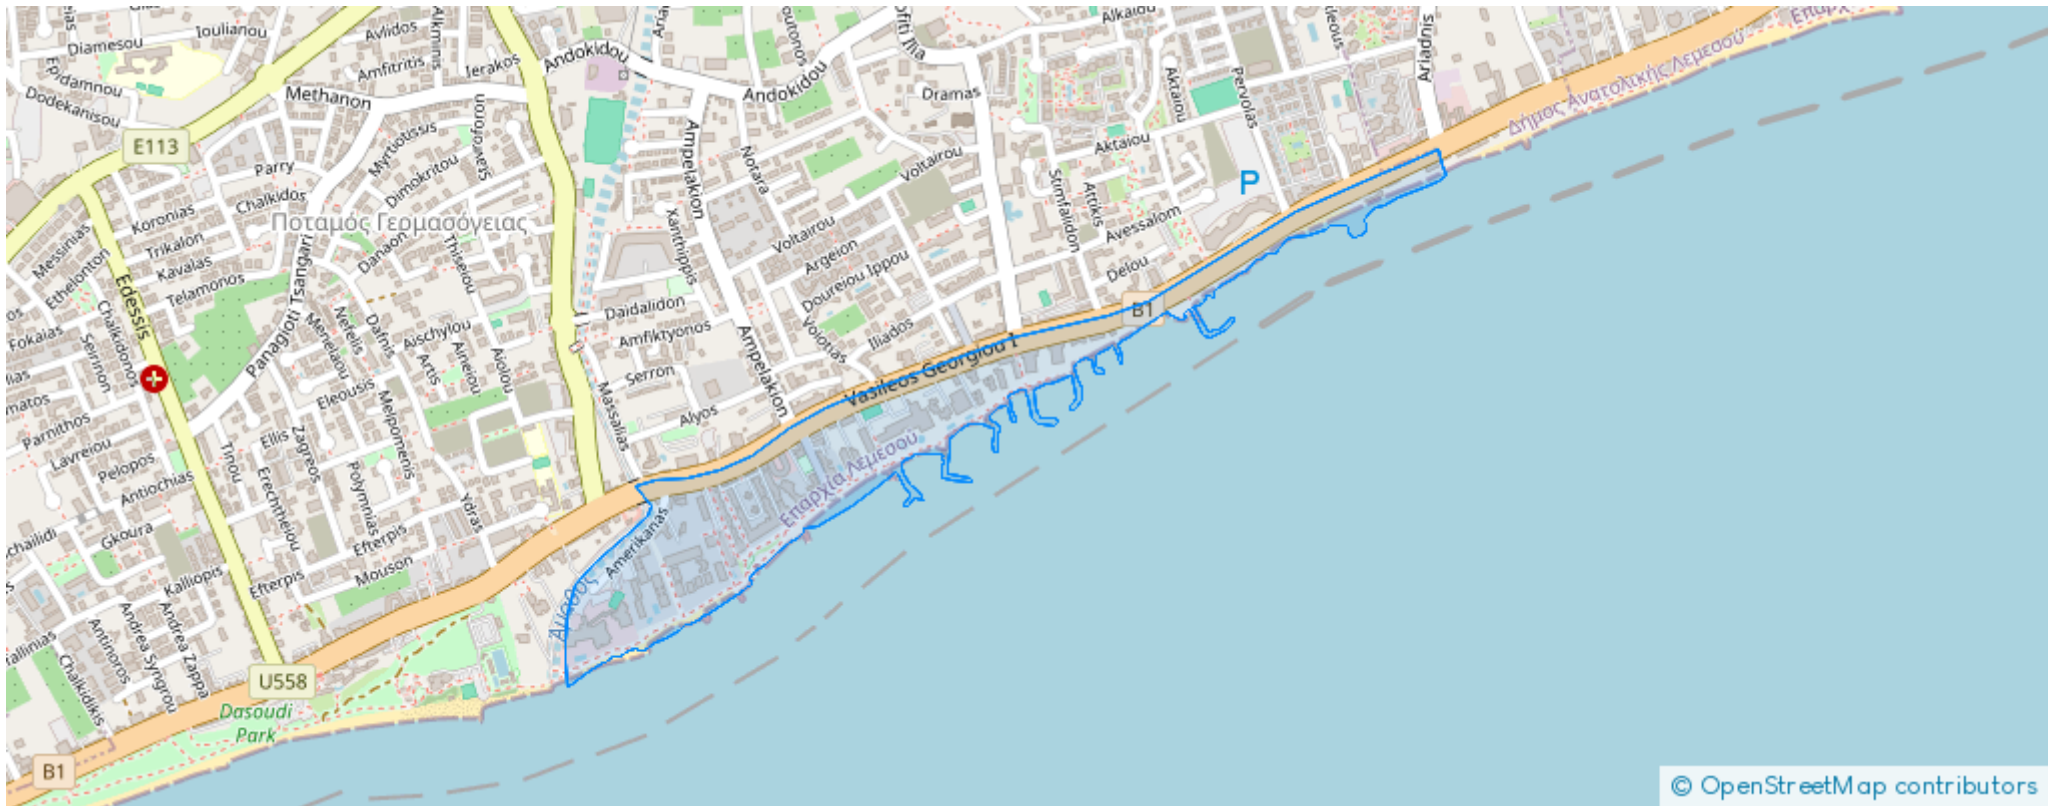 Ioulianou
Avlidos
Alkaiou
Diamesou
Andokidou
Epidamnou
Amfitritis
Ierakos
Dodekanisou
Methanon
Andokidou
Dramas
Aktaiou
Pervolas
Ariadnis
Δήμος Ανατολικής Λεμεσού
E113
Myrtiotissis
Ampelakion
Notara
Aktaiou
Parry
Dimokritou
Voltairou
Chalkidos
Stimfalidon
Attikis
P
Koronias
Ποταμός Γερμασόγειας
Xanthippis
Messinias
Trikalon
Danaon
Thiseiou
Voltairou
Avessalom
Ethelonton
Kavalas
Argeion
Edessis
Telamonos
Panagioti Tsangari
Doureiou Ippou
Delou
Chalkidonos
Nefelis
Dafnis
Daidalidon
B1
Fokaias
Seirinon
Menelaou
Aischylou
Amfiktyonos
Voiotias
Iliados
Artis
Aineiou
Aiolou
Serron
Ampelakion
Vasileos Georgiou I
Eleousis
Melpomenis
Massalias
Alyos
Parnithos
Lavreiou
Tinou
Ellis
Zagreos
Pelopos
Επαρχία Λεμεσού
Antiochias
Erechtheiou
Polymnias
Ydras
Gkoura
Efterpis
Amerikanas
Kalliopis
Efterpis
Mouson
Αμαθος
Andrea Zappa
Andrea Syngrou
Antinoros
Chalkidikis
U558
Dasoudi
Park
B1
© OpenStreetMap contributors